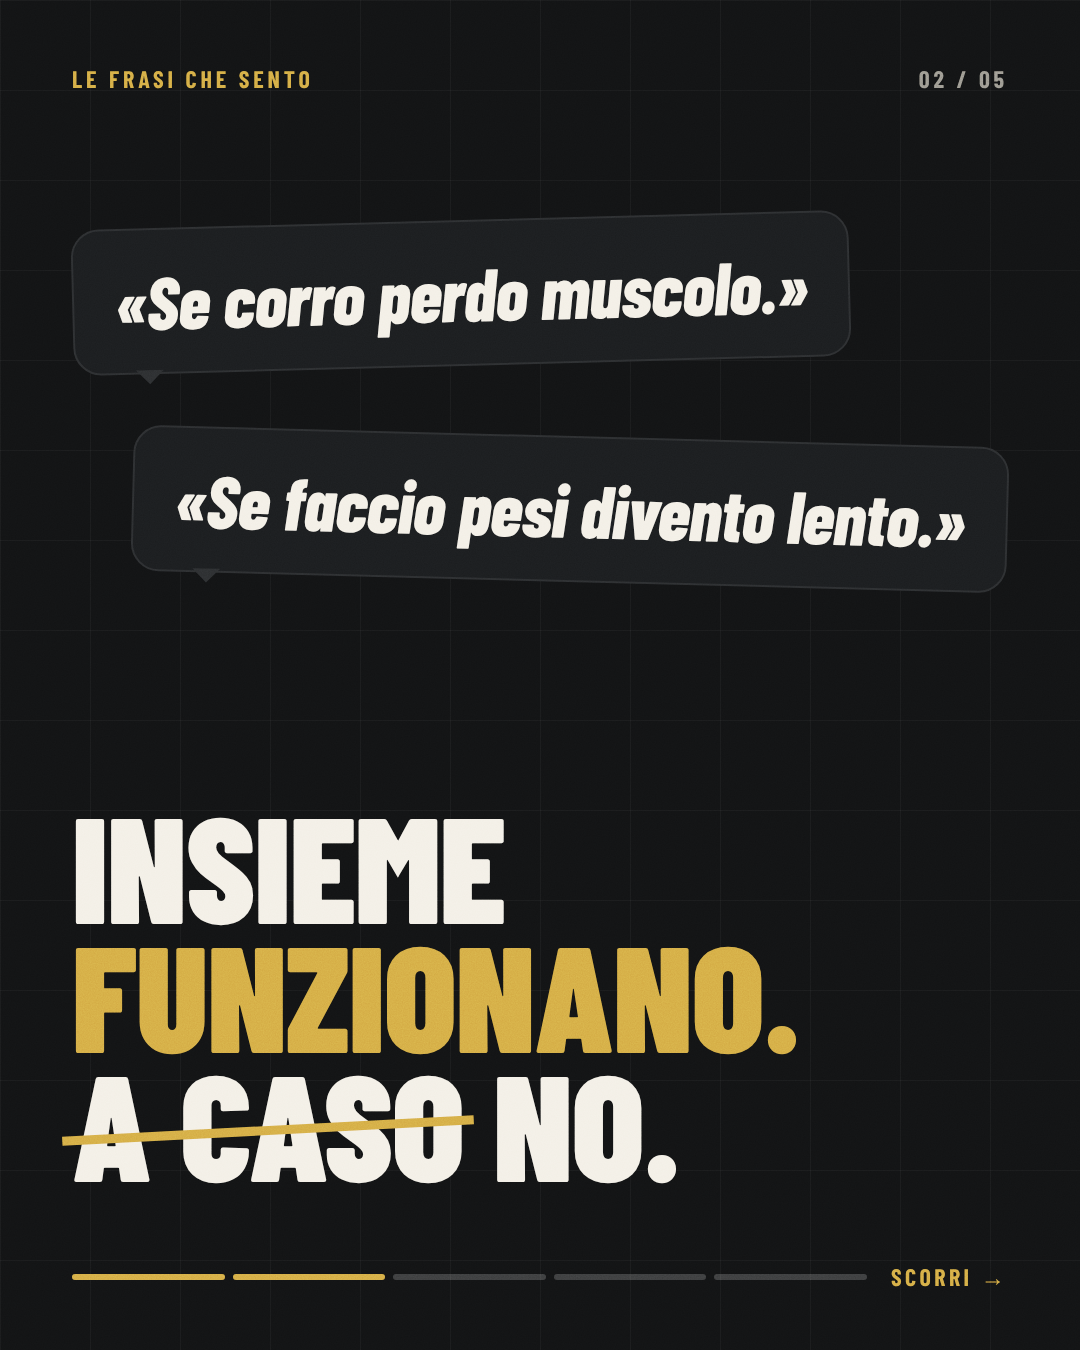 LE FRASI CHE SENTO
02 / 05
«Se corro perdo muscolo.»
«Se faccio pesi divento lento.»
INSIEME
FUNZIONANO.
A CASO NO.
SCORRI →